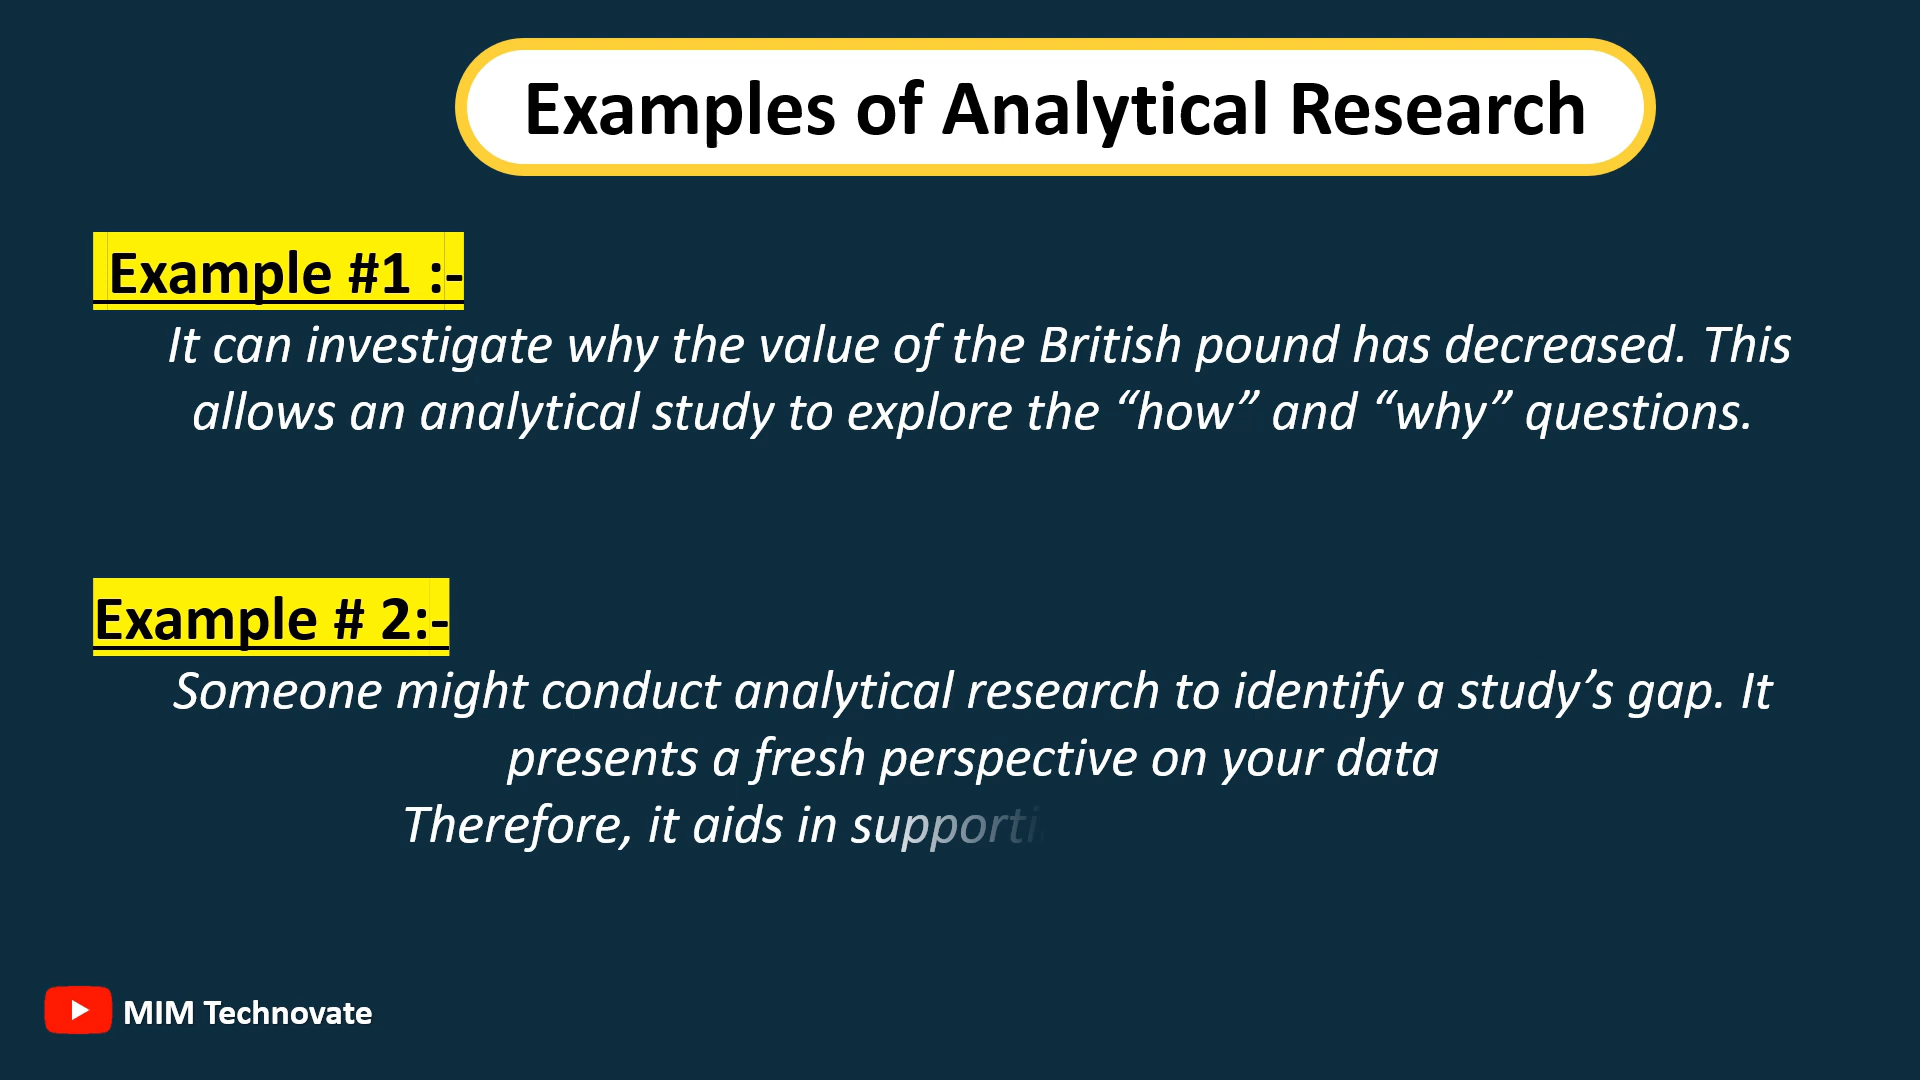 Examples of Analytical Research
Example #1 :-
It can investigate why the value of the British pound has decreased. This
allows an analytical study to explore the “how” and “why” questions.
Example # 2:-
Someone might conduct analytical research to identify a study’s gap. It
presents a fresh perspective on your data
Therefore, it aids in
MIM Technovate